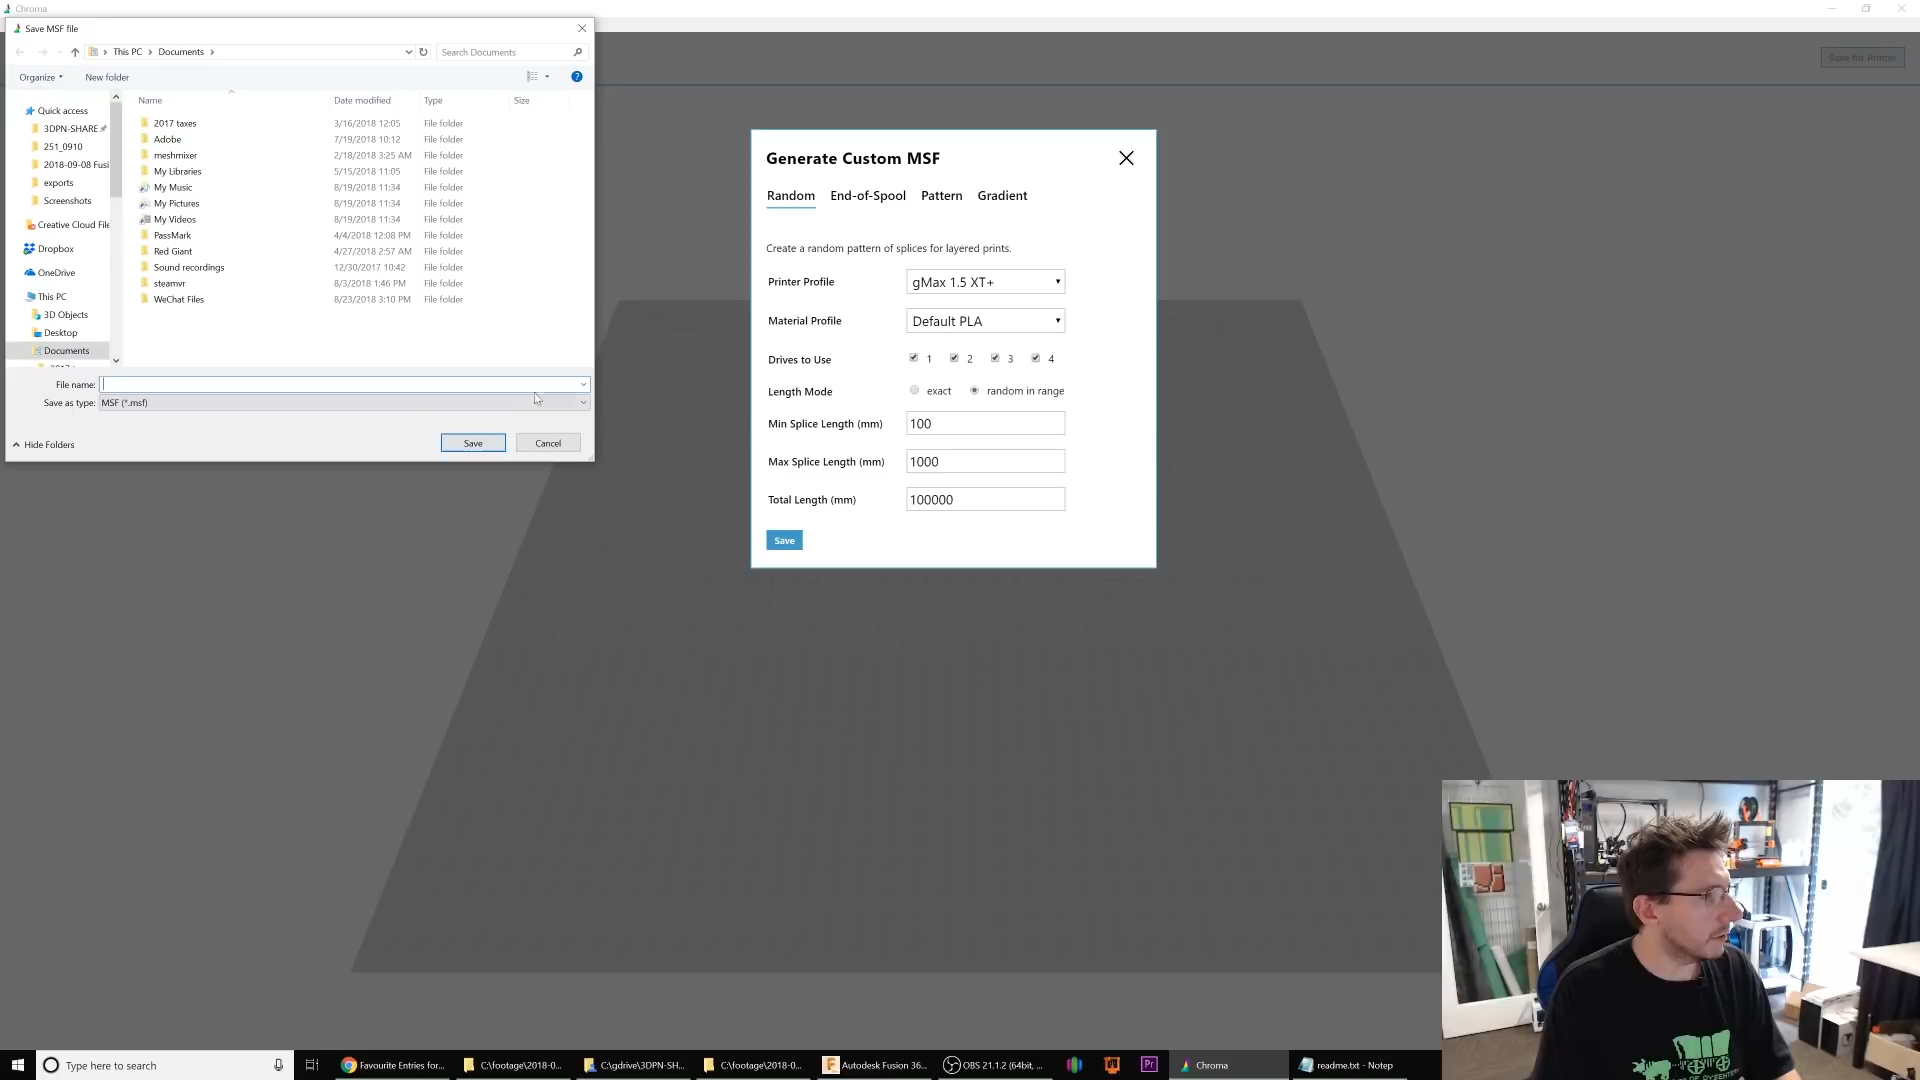 Chroma
Save MSF file
This PC > Documents >
Search Documents
Organize
New folder
Quick access
3DPN-SHARE
251_0910
2018-09-08 Fusi
exports
Screenshots
Creative Cloud File
Dropbox
OneDrive
This PC
3D Objects
Desktop
Documents
Name Date modified Type Size
2017 taxes 3/16/2018 12:05 File folder
Adobe 7/19/2018 10:12 File folder
meshmixer 2/18/2018 3:25 AM File folder
My Libraries 5/15/2018 11:05 File folder
My Music 8/19/2018 11:34 File folder
My Pictures 8/19/2018 11:34 File folder
My Videos 8/19/2018 11:34 File folder
PassMark 4/4/2018 12:08 PM File folder
Red Giant 4/27/2018 2:57 AM File folder
Sound recordings 12/30/2017 10:42 File folder
steamvr 8/3/2018 1:46 PM File folder
WeChat Files 8/23/2018 3:10 PM File folder
File name:
Save as type: MSF (*.msf)
Hide Folders
Save Cancel
Save for Printer
Generate Custom MSF
Random End-of-Spool Pattern Gradient
Create a random pattern of splices for layered prints.
Printer Profile gMax 1.5 XT+
Material Profile Default PLA
Drives to Use 1 2 3 4
Length Mode exact random in range
Min Splice Length (mm) 100
Max Splice Length (mm) 1000
Total Length (mm) 100000
Save
Type here to search
Favourite Entries for...
C:\footage\2018-0...
C:\gdrive\3DPN-SH...
C:\footage\2018-0...
Autodesk Fusion 36...
OBS 21.1.2 (64bit, ...
Pr
Chroma
readme.txt - Notep